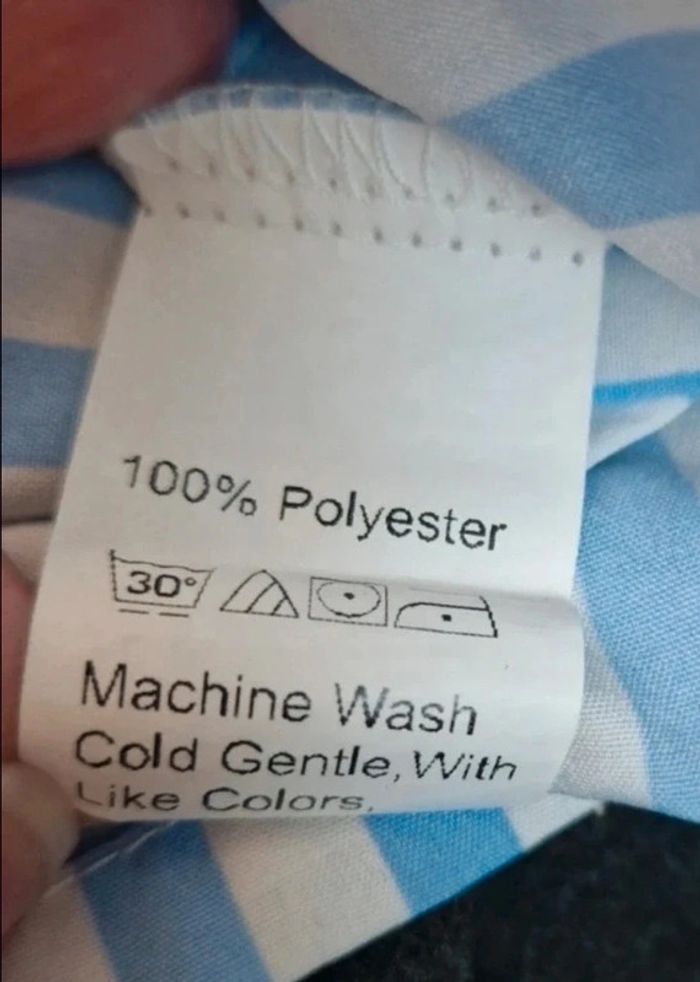 100% Polyester
30°
Machine Wash
Cold Gentle, With
Like Colors.